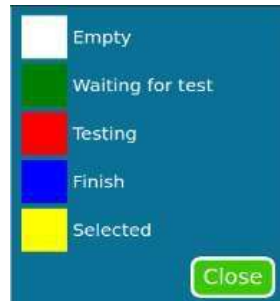 Empty
Waiting for test
Testing
Finish
Selected
Close